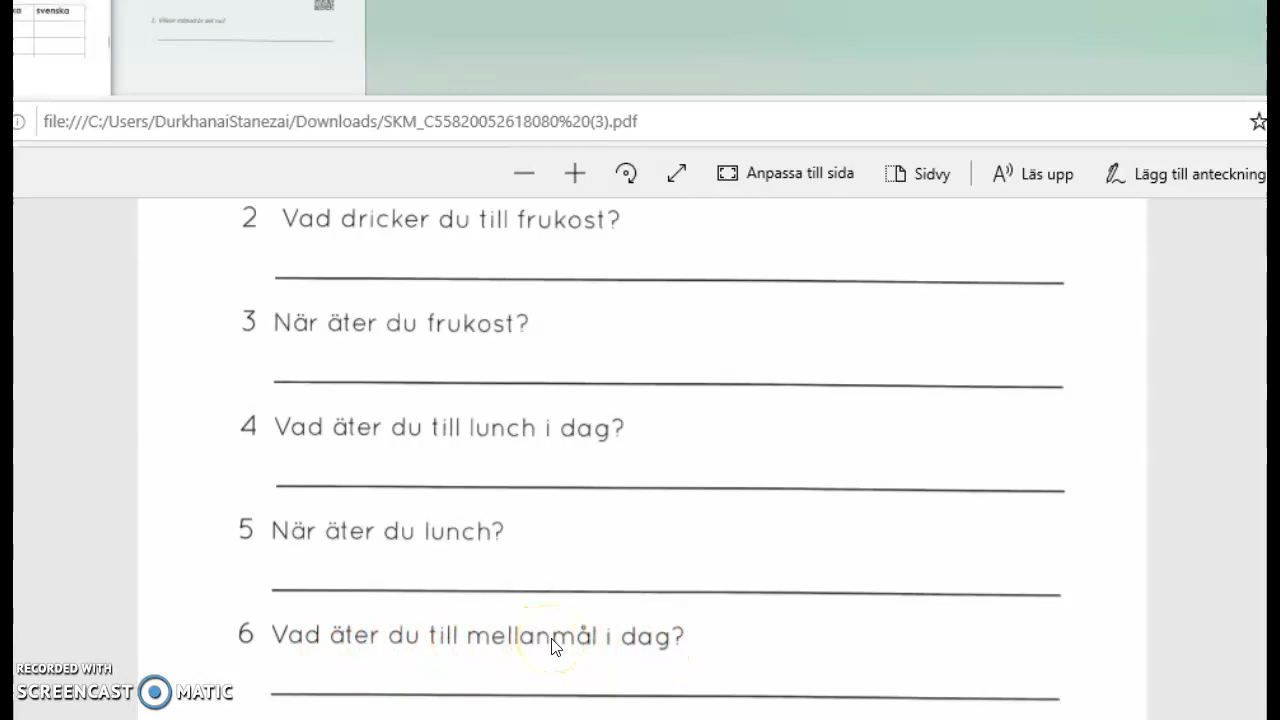 svenska
file:///C:/Users/DurkhanaiStanezai/Downloads/SKM_C55820052618080%20(3).pdf
Anpassa till sida Sidvy Läs upp Lägg till anteckning
2 Vad dricker du till frukost?
3 När äter du frukost?
4 Vad äter du till lunch i dag?
5 När äter du lunch?
6 Vad äter du till mellanmål i dag?
RECORDED WITH
SCREENCAST MATIC